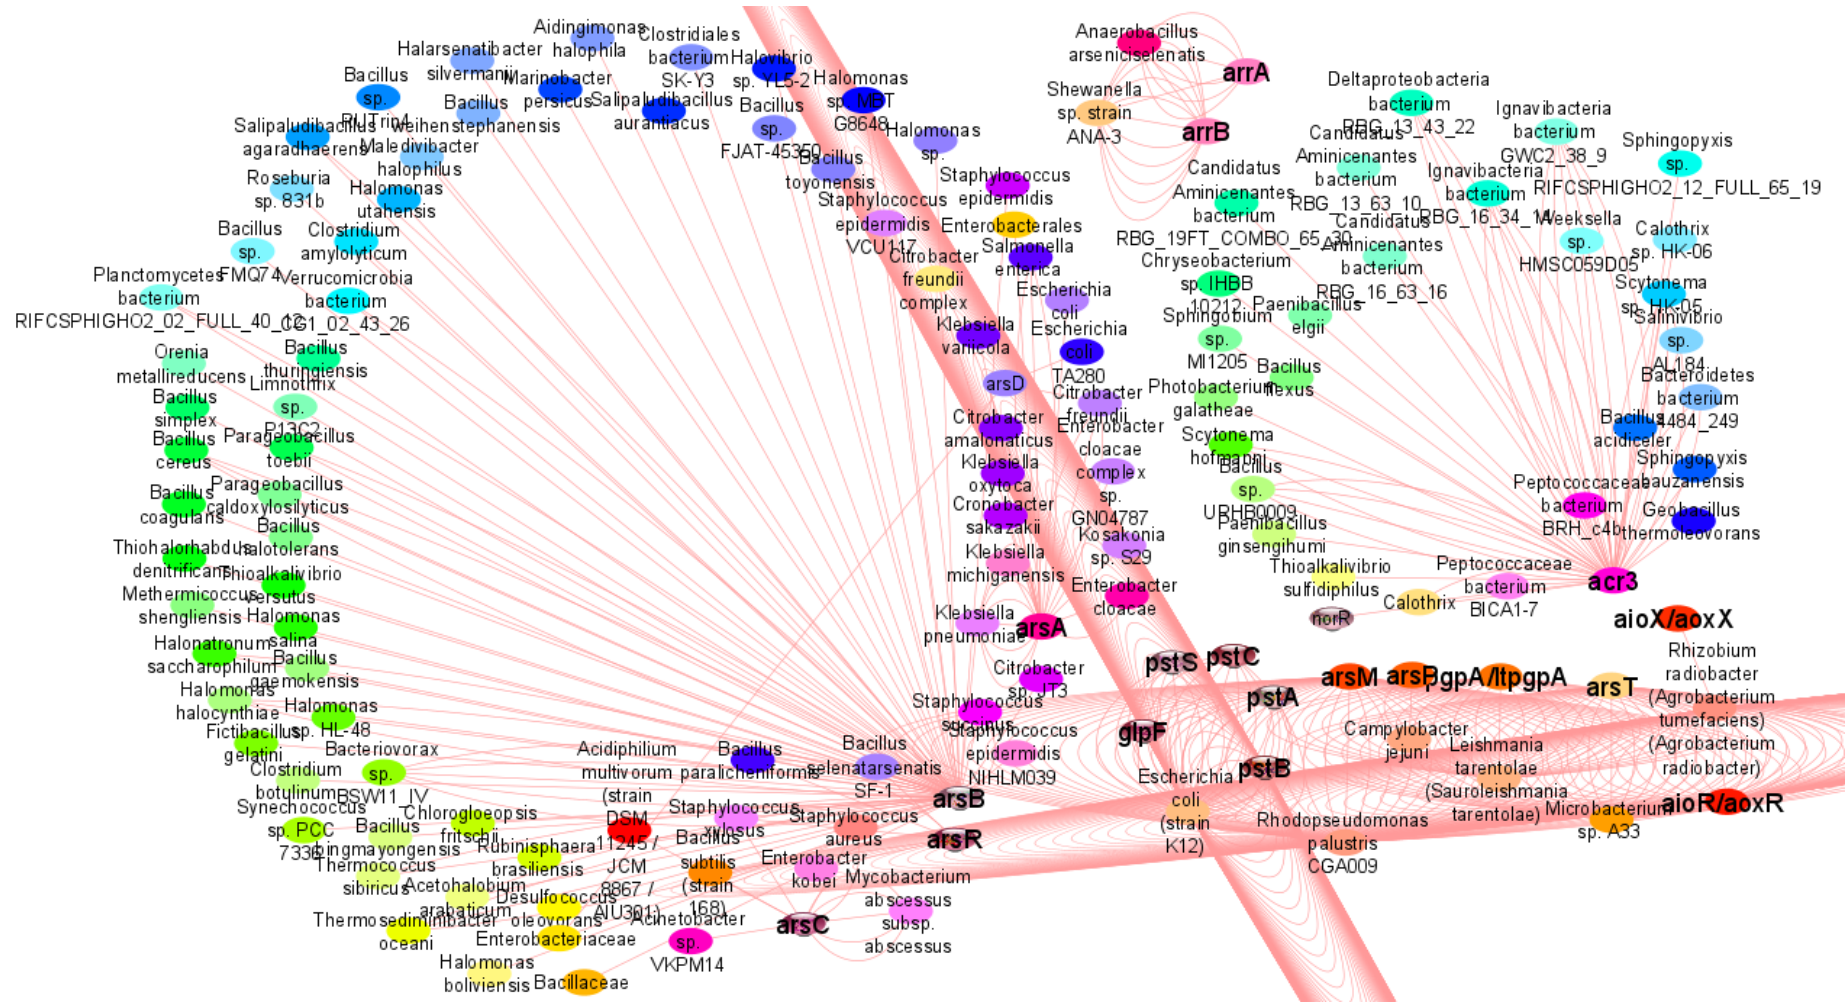 Aidingimonas
halophila
Clostridiales
bacterium
SK-Y3
Halarsenatibacter
silvermanii
Halovibrio
sp. YL5-2
Halomonas
sp. MBT
G8648
Bacillus
sp.
RUTrin4
Marinobacter
persicus
Salipaludibacillus
aurantiacus
Bacillus
weihenstephanensis
Bacillus
sp.
FJAT-45350
Halomonas
sp.
Salipaludibacillus
agaradhaerens
Maledivibacter
halophilus
Bacillus
toyonensis
Roseburia
sp. 831b
Halomonas
utahensis
Staphylococcus
epidermidis
Staphylococcus
epidermidis
VCU117
Enterobacterales
Bacillus
sp.
FMQ74
Clostridium
amylolyticum
Salmonella
enterica
Citrobacter
freundii
complex
Planctomycetes
bacterium
RIFCSPHIGHO2_02_FULL_40_12
Verrucomicrobia
bacterium
CG1_02_43_26
Escherichia
coli
Klebsiella
variicola
Escherichia
coli
TA280
Orenia
metallireducens
Bacillus
thuringiensis
arsD
Limnothrix
sp.
P13C2
Citrobacter
freundii
Bacillus
simplex
Citrobacter
amalonaticus
Enterobacter
cloacae
complex
sp.
GN04787
Bacillus
cereus
Parageobacillus
toebii
Klebsiella
oxytoca
Bacillus
coagulans
Parageobacillus
caldoxylosilyticus
Cronobacter
sakazakii
Bacillus
halotolerans
Kosakonia
sp. S29
Thiohalorhabdus
denitrificans
Thioalkalivibrio
versutus
Klebsiella
michiganensis
Enterobacter
cloacae
Methermicoccus
shengliensis
Halomonas
salina
Klebsiella
pneumoniae
arsA
Halonatronum
saccharophilum
Bacillus
gaemokensis
Citrobacter
sp. JT3
Halomonas
halocynthiae
Halomonas
sp. HL-48
Staphylococcus
succinus
Fictibacillus
gelatini
Staphylococcus
epidermidis
NIHLM039
Clostridium
botulinum
Bacteriovorax
sp.
BSW11_IV
Acidiphilium
multivorum
(strain
DSM
11245 /
JCM
8867 /
AIU301)
Bacillus
paralicheniformis
Bacillus
selenatarsenatis
SF-1
arsB
arsR
Synechococcus
sp. PCC
7336
Bacillus
bingmayongensis
Chlorogloeopsis
fritschii
Staphylococcus
xylosus
Staphylococcus
aureus
Rubinisphaera
brasiliensis
Bacillus
subtilis
(strain
168)
Enterobacter
kobei
Thermococcus
sibiricus
Acetohalobium
arabaticum
Desulfococcus
oleovorans
Mycobacterium
abscessus
subsp.
abscessus
Thermosediminibacter
oceani
Enterobacteriaceae
Acinetobacter
sp.
VKPM14
arsC
Halomonas
boliviensis
Bacillaceae
Anaerobacillus
arseniciselenatis
arrA
Shewanella
sp. strain
ANA-3
arrB
Deltaproteobacteria
bacterium
RBG_13_43_22
Ignavibacteria
bacterium
GWC2_38_9
Candidatus
Aminicenantes
bacterium
RBG_13_63_10
Sphingopyxis
sp.
RIFCSPHIGHO2_12_FULL_65_19
Candidatus
Aminicenantes
bacterium
RBG_19FT_COMBO_65_30
Ignavibacteria
bacterium
RBG_16_34_14
Candidatus
Aminicenantes
bacterium
RBG_16_63_16
Weeksella
sp.
HMSC059D05
Calothrix
sp. HK-06
Chryseobacterium
sp. IHBB
10212
Scytonema
sp. HK-05
Paenibacillus
elgii
Sphingobium
sp.
MI1205
Salinivibrio
sp.
AL184
Bacillus
flexus
Photobacterium
galatheae
Bacteroidetes
bacterium
4484_249
Bacillus
acidiceler
Scytonema
hofmanni
Sphingopyxis
bauzanensis
Bacillus
sp.
URHB0009
Peptococcaceae
bacterium
BRH_c4b
Geobacillus
thermoleovorans
Paenibacillus
ginsengihumi
Thioalkalivibrio
sulfidiphilus
Peptococcaceae
bacterium
BICA1-7
acr3
Calothrix
norR
aioX/aoxX
pstS
pstC
pstA
arsM
arsP
pgpA/ltpgpA
arsT
Rhizobium
radiobacter
(Agrobacterium
tumefaciens)
(Agrobacterium
radiobacter)
glpF
pstB
Campylobacter
jejuni
Leishmania
tarentolae
(Sauroleishmania
tarentolae)
Escherichia
coli
(strain
K12)
Rhodopseudomonas
palustris
CGA009
Microbacterium
sp. A33
aioR/aoxR